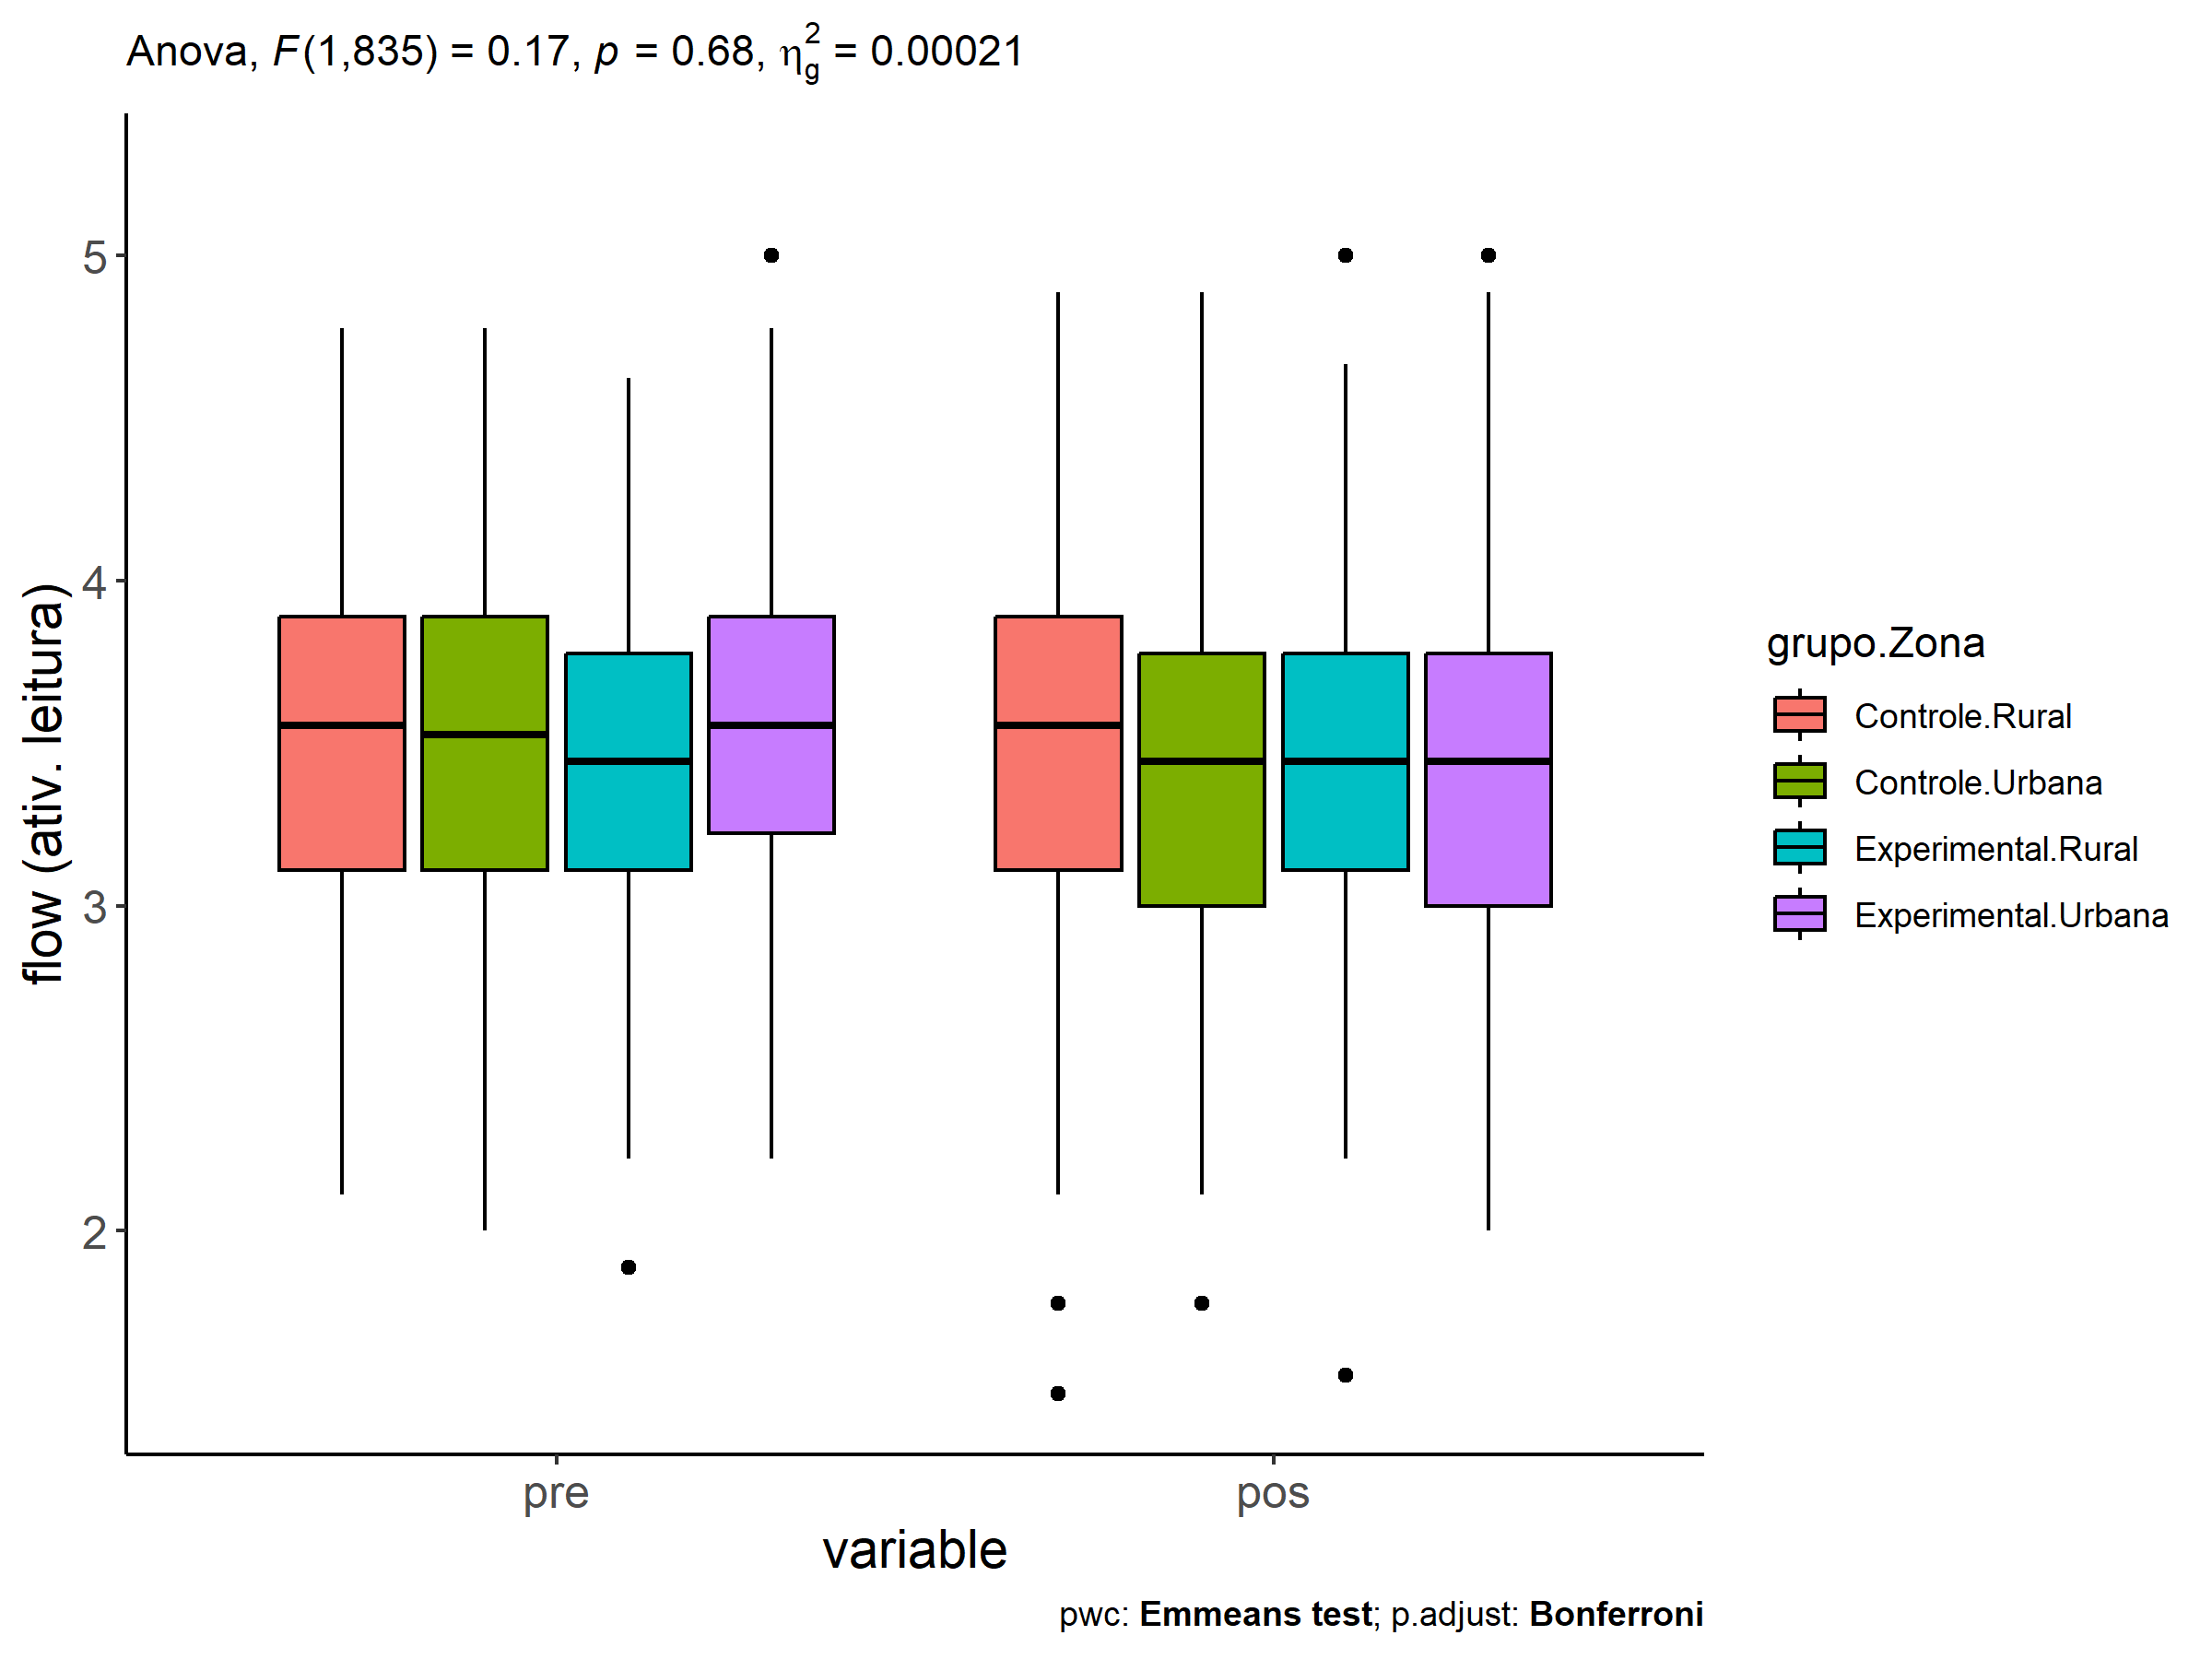 Anova, F(1,835) = 0.17, p = 0.68, η²g = 0.00021
flow (ativ. leitura)
5
4
3
2
pre
pos
variable
grupo.Zona
Controle.Rural
Controle.Urbana
Experimental.Rural
Experimental.Urbana
pwc: Emmeans test; p.adjust: Bonferroni